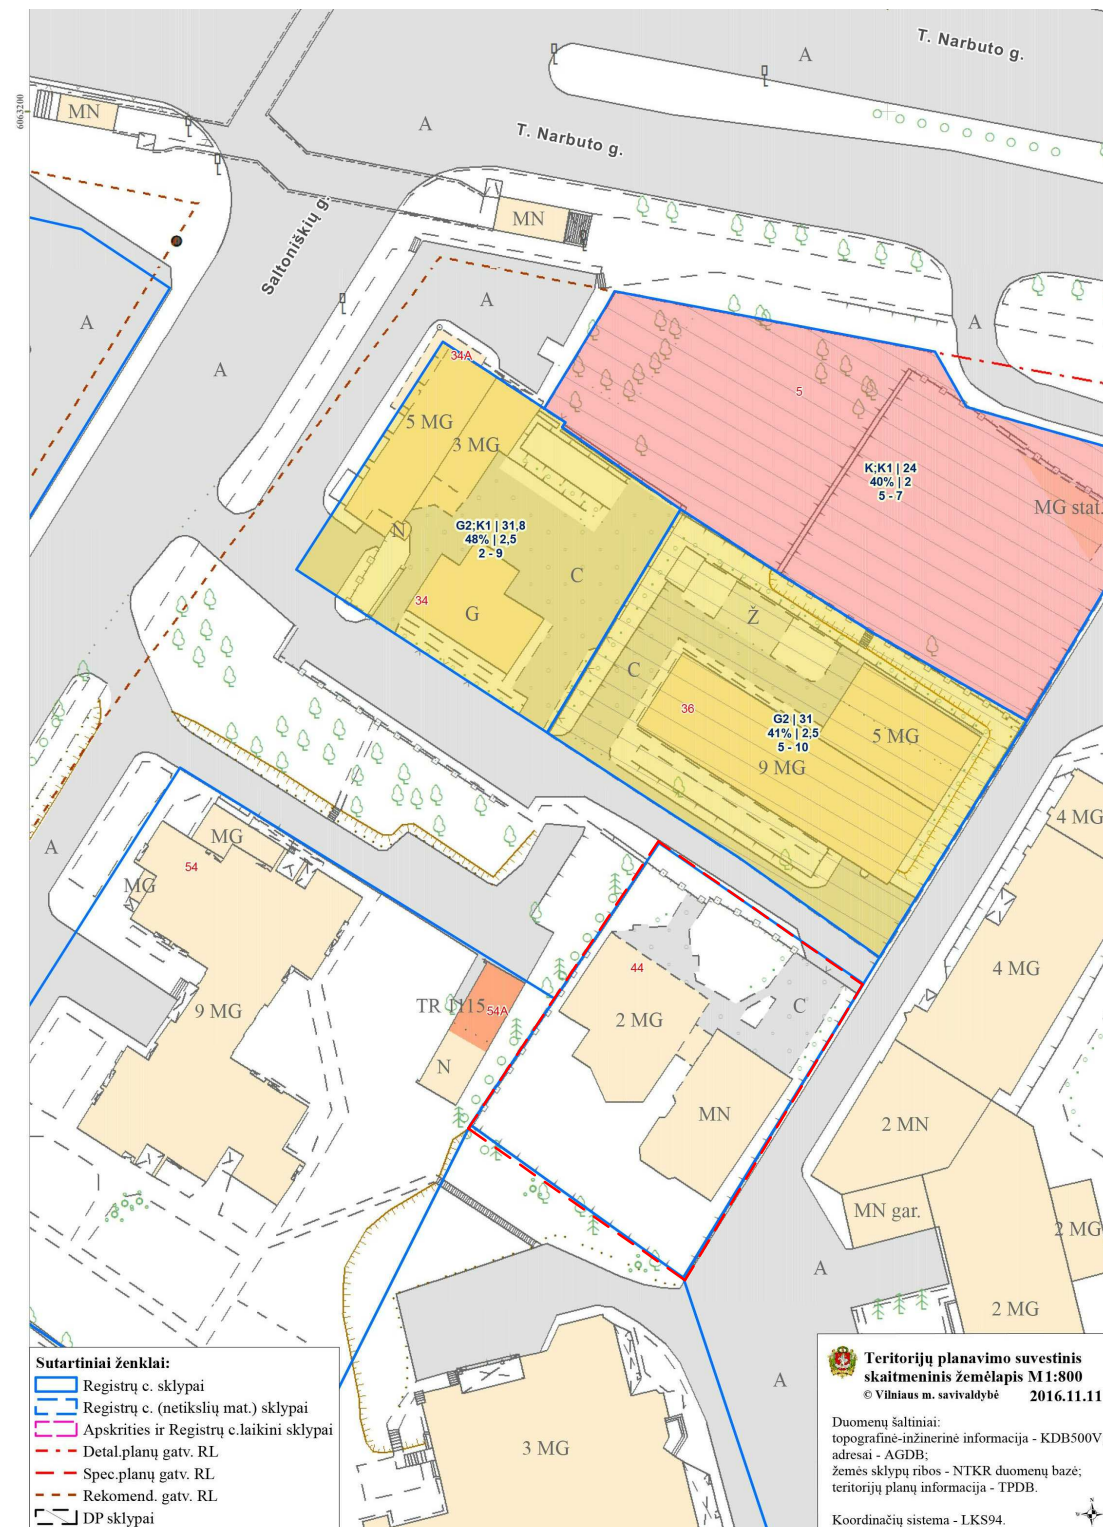 T. Narbuto g.
A
6063200
MN
A
T. Narbuto g.
MN
Saltoniškių g.
A
A
A
A
34A
5
5 MG
3 MG
K;K1 | 24
40% | 2
5 - 7
MG stat.
N
G2;K1 | 31,8
48% | 2,5
2 - 9
C
34
G
Ž
C
36
G2 | 31
41% | 2,5
5 - 10
5 MG
9 MG
4 MG
A
MG
54
MG
44
4 MG
TR 1115
54A
C
9 MG
2 MG
N
MN
2 MN
MN gar.
2 MG
A
2 MG
A
3 MG
Sutartiniai ženklai:
Registrų c. sklypai
Registrų c. (netikslių mat.) sklypai
Apskrities ir Registrų c.laikini sklypai
Detal.planų gatv. RL
Spec.planų gatv. RL
Rekomend. gatv. RL
DP sklypai
Teritorijų planavimo suvestinis
skaitmeninis žemėlapis M1:800
© Vilniaus m. savivaldybė 2016.11.11
Duomenų šaltiniai:
topografinė-inžinerinė informacija - KDB500V
adresai - AGDB;
žemės sklypų ribos - NTKR duomenų bazė;
teritorijų planų informacija - TPDB.
Koordinačių sistema - LKS94.